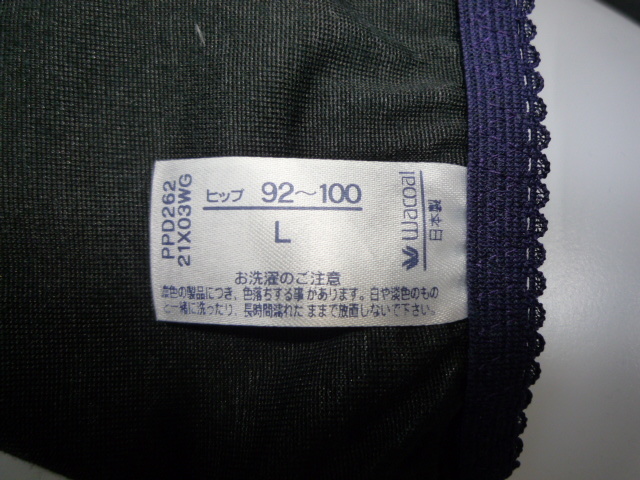 PPD262
21X03WG
ヒップ 92～100
L
wacoal
日本製
お洗濯のご注意
色の製品につき、色落ちする事があります。白や淡色のもの
と一緒に洗ったり、長時間濡れたままで放置しないで下さい。